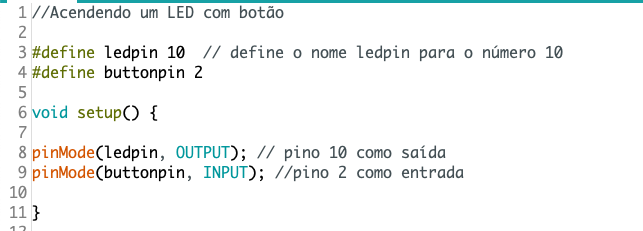 1 //Acendendo um LED com botão
2
3 #define ledpin 10  // define o nome ledpin para o número 10
4 #define buttonpin 2
5
6 void setup() {
7
8 pinMode(ledpin, OUTPUT); // pino 10 como saída
9 pinMode(buttonpin, INPUT); //pino 2 como entrada
10
11 }